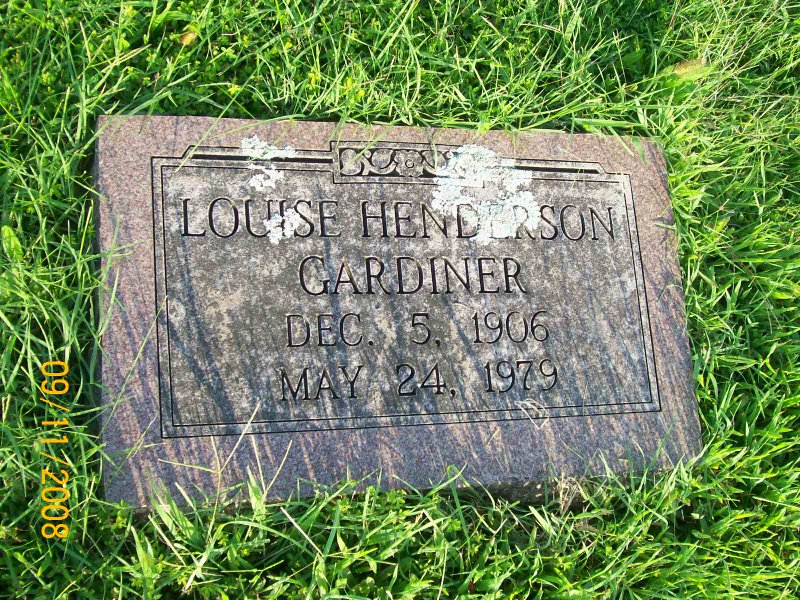 LOUISE HENDERSON
GARDINER
DEC. 5, 1906
MAY 24, 1979
09/11/2008